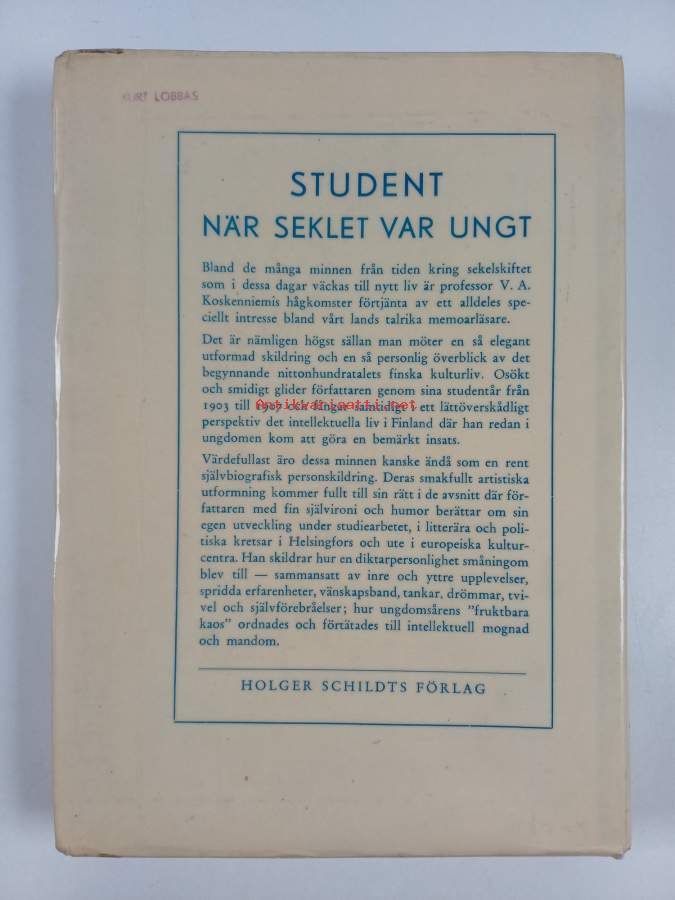 KURT LOBBAS
STUDENT
NÄR SEKLET VAR UNGT
Bland de många minnen från tiden kring sekelskiftet
som i dessa dagar väckas till nytt liv är professor V. A.
Koskenniemis hågkomster förtjänta av ett alldeles spe-
ciellt intresse bland vårt lands talrika memoarläsare.
Det är nämligen högst sällan man möter en så elegant
utformad skildring och en så personlig överblick av det
begynnande nittonhundratalets finska kulturliv. Osökt
och smidigt glider författaren genom sina studentår från
1903 till och fångar samtidigt i ett lättöverskådligt
Antikvariaatti.net
perspektiv det intellektuella liv i Finland där han redan i
ungdomen kom att göra en bemärkt insats.
Värdefullast äro dessa minnen kanske ändå som en rent
självbiografisk personskildring. Deras smakfullt artistiska
utformning kommer fullt till sin rätt i de avsnitt där för-
fattaren med fin självironi och humor berättar om sin
egen utveckling under studiearbetet, i litterära och poli-
tiska kretsar i Helsingfors och ute i europeiska kultur-
centra. Han skildrar hur en diktarpersonlighet småningom
blev till — sammansatt av inre och yttre upplevelser,
spridda erfarenheter, vänskapsband, tankar, drömmar, tvi-
vel och självförebråelser; hur ungdomsårens ”fruktbara
kaos” ordnades och förtätades till intellektuell mognad
och mandom.
HOLGER SCHILDTS FÖRLAG